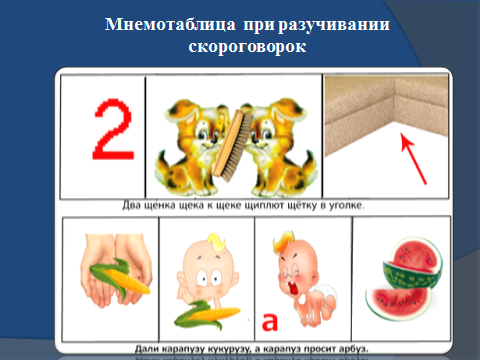 Мнемотаблица при разучивании
скороговорок
2
Два щенка щека к щеке щиплют щётку в уголке.
а
Дали карапузу кукурузу, а карапуз просит арбуз.